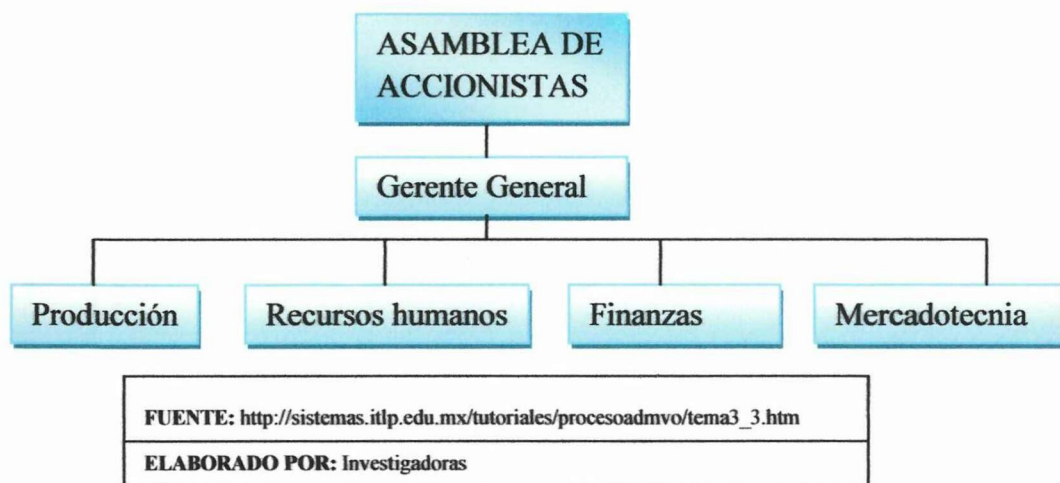 ASAMBLEA DE
ACCIONISTAS
Gerente General
Producción
Recursos humanos
Finanzas
Mercadotecnia
FUENTE: http://sistemas.itlp.edu.mx/tutoriales/procesoadmvo/tema3_3.htm
ELABORADO POR: Investigadoras